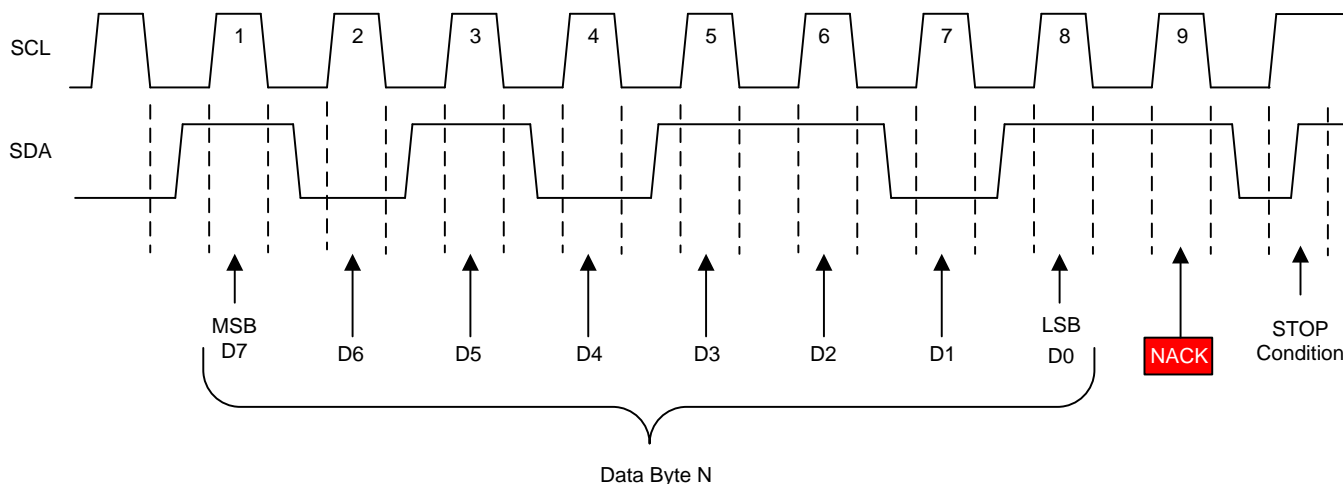 SCL
1 2 3 4 5 6 7 8 9
SDA
MSB
D7 D6 D5 D4 D3 D2 D1
LSB
D0
NACK
STOP
Condition
Data Byte N